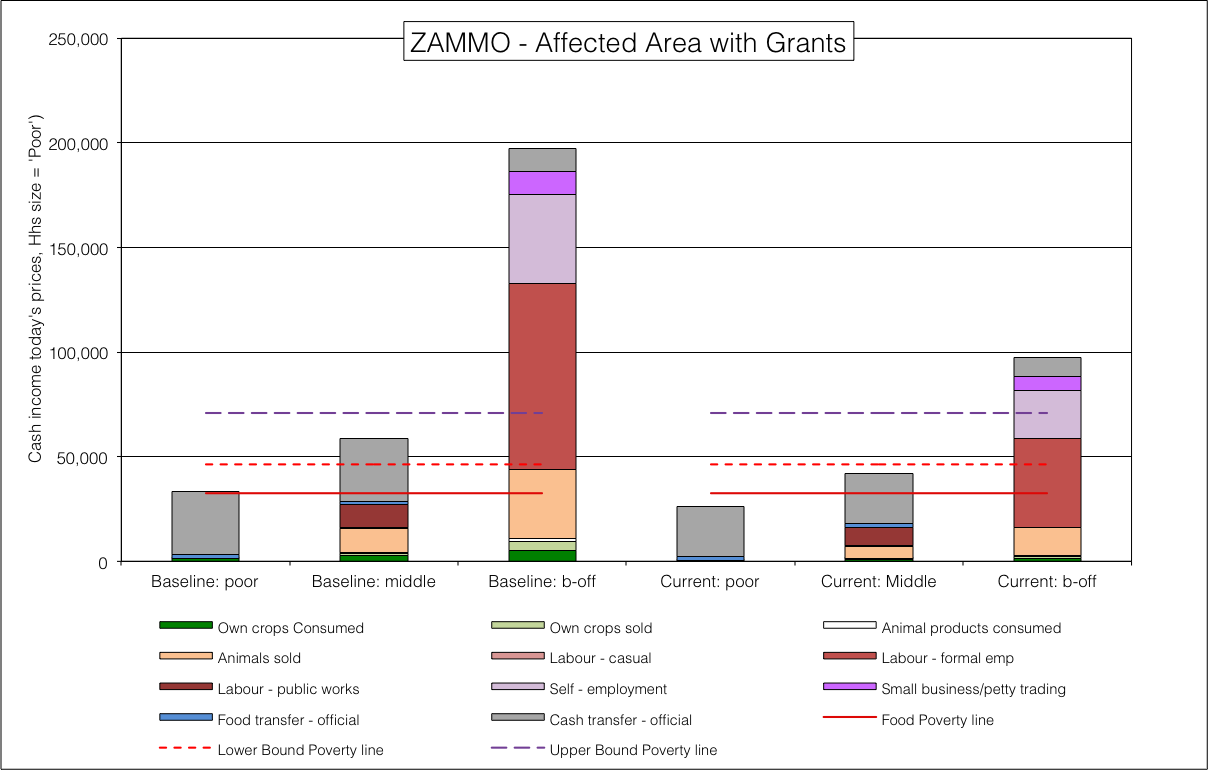 ZAMMO - Affected Area with Grants
Cash income today's prices, Hhs size = 'Poor')
250,000
200,000
150,000
100,000
50,000
0
Baseline: poor Baseline: middle Baseline: b-off Current: poor Current: Middle Current: b-off
Own crops Consumed Own crops sold Animal products consumed
Animals sold Labour - casual Labour - formal emp
Labour - public works Self - employment Small business/petty trading
Food transfer - official Cash transfer - official Food Poverty line
Lower Bound Poverty line Upper Bound Poverty line